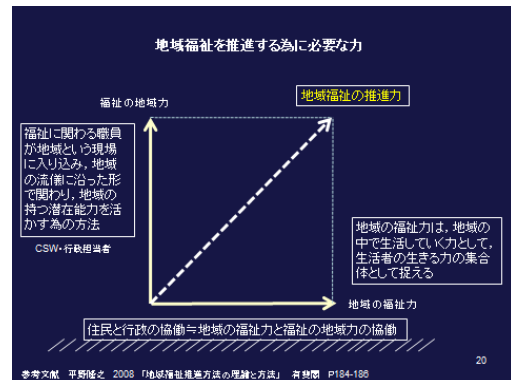 地域福祉を推進する為に必要な力
福祉の地域力
地域福祉の推進力
福祉に関わる職員
が地域という現場
に入り込み，地域
の流儀に沿った形
で関わり，地域の
持つ潜在能力を活
かす為の方法
CSW・行政担当者
地域の福祉力は，地域の
中で生活していく力として，
生活者の生きる力の集合
体として捉える
地域の福祉力
住民と行政の協働≒地域の福祉力と福祉の地域力の協働
20
参考文献 平野隆之 2008 「地域福祉推進方法の理論と方法」 有斐閣 P184-186